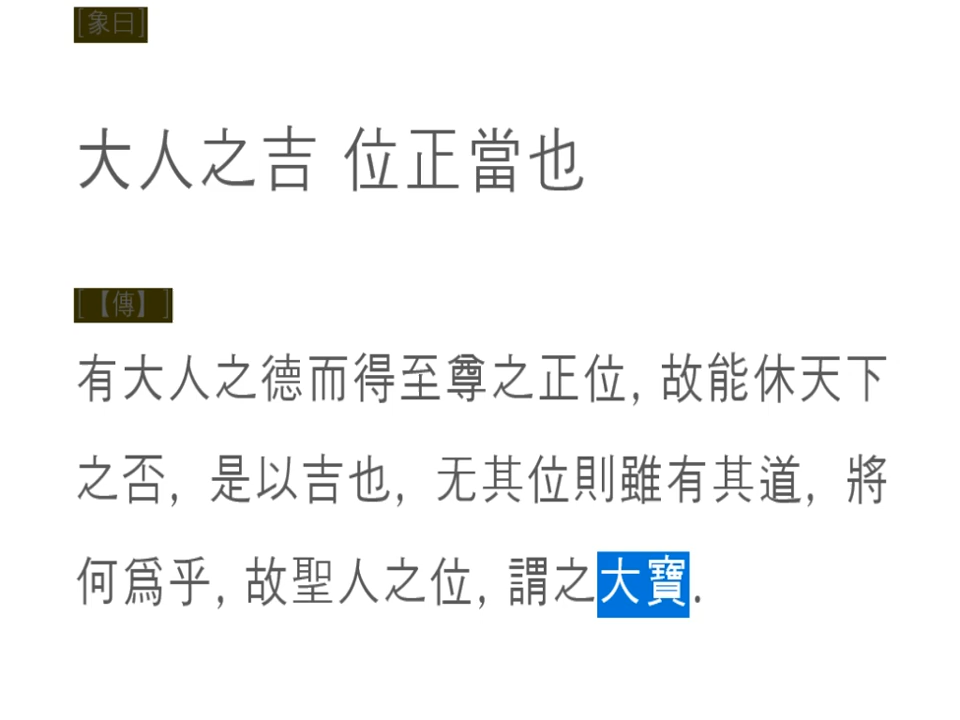 [象曰]
大人之吉 位正當也
[【傳】]
有大人之德而得至尊之正位, 故能休天下
之否, 是以吉也, 无其位則雖有其道, 將
何爲乎, 故聖人之位, 謂之大寶.